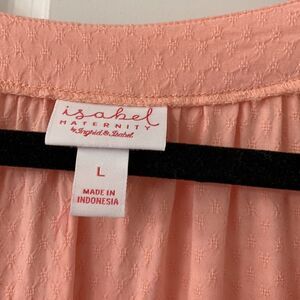 isabel
MATERNITY
by Ingrid & Isabel
L
MADE IN
INDONESIA